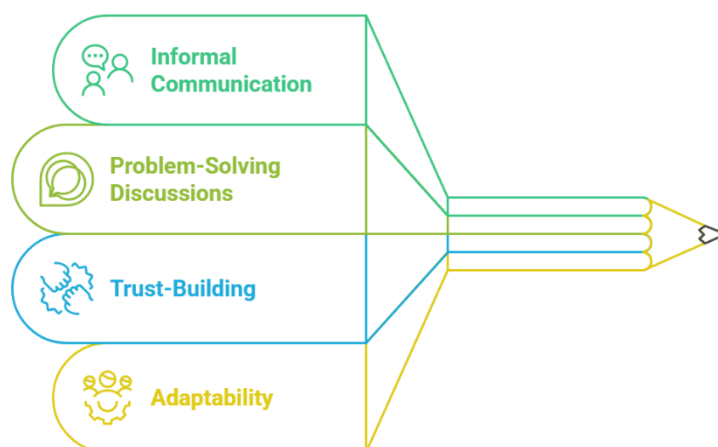 Informal
Communication
Problem-Solving
Discussions
Trust-Building
Adaptability